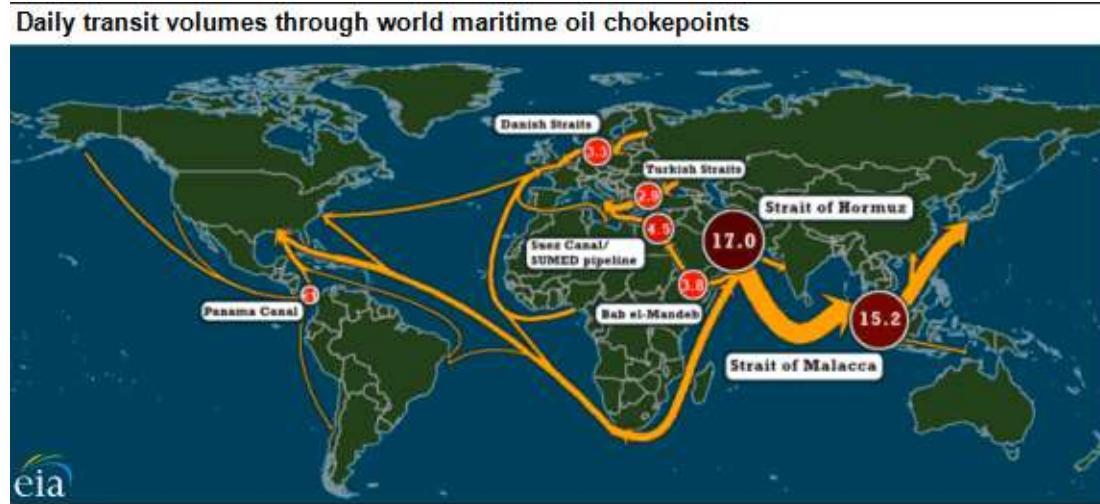 Daily transit volumes through world maritime oil chokepoints
Danish Straits
3.3
Turkish Straits
2.9
Strait of Hormuz
17.0
4.5
Suez Canal/
SUMED pipeline
3.8
Bab el-Mandeb
Panama Canal
15.2
Strait of Malacca
eia